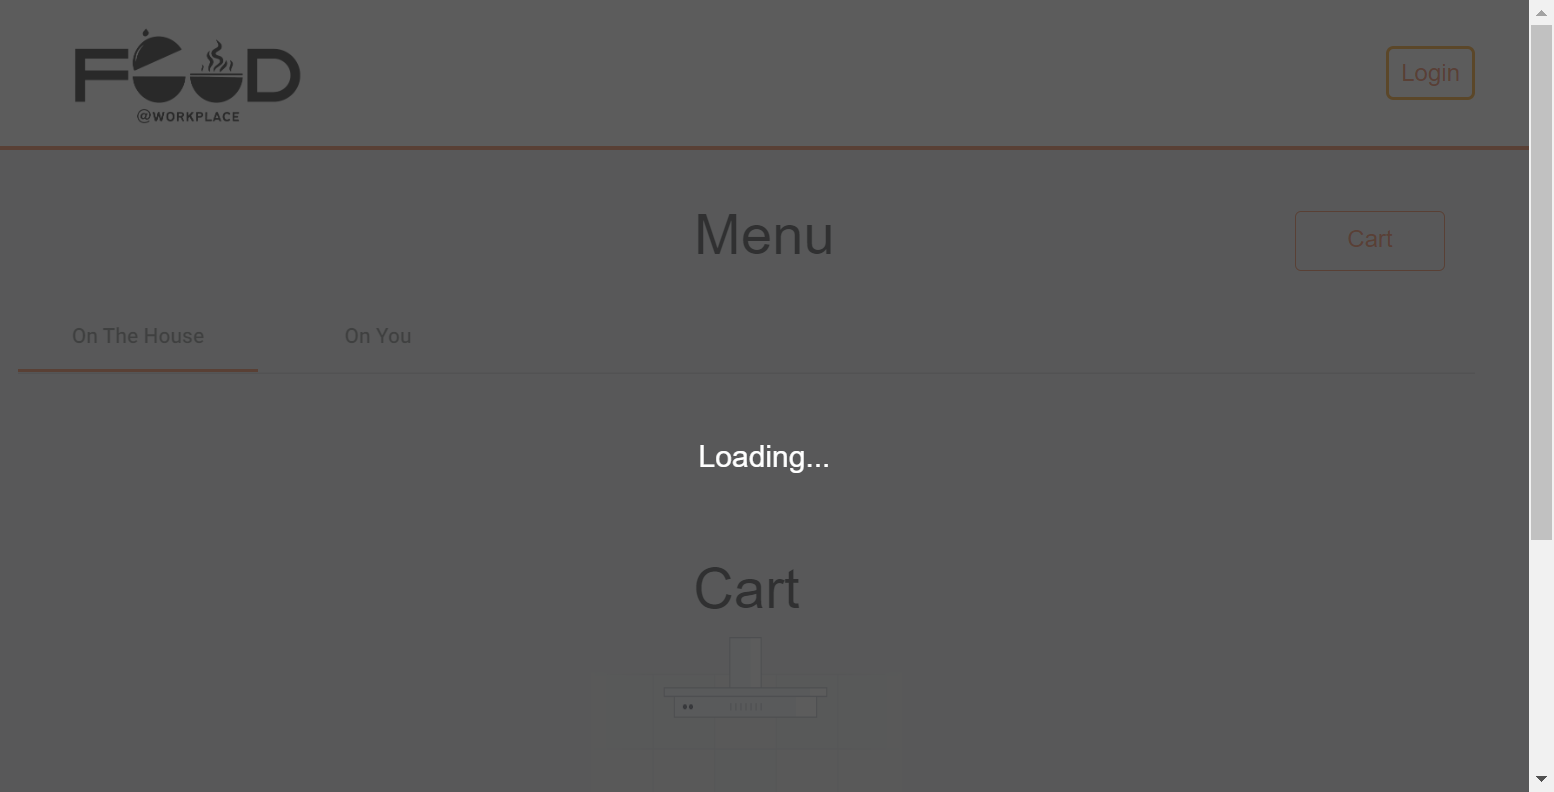 FOOD
@WORKPLACE
Login
Menu
Cart
On The House
On You
Loading...
Cart